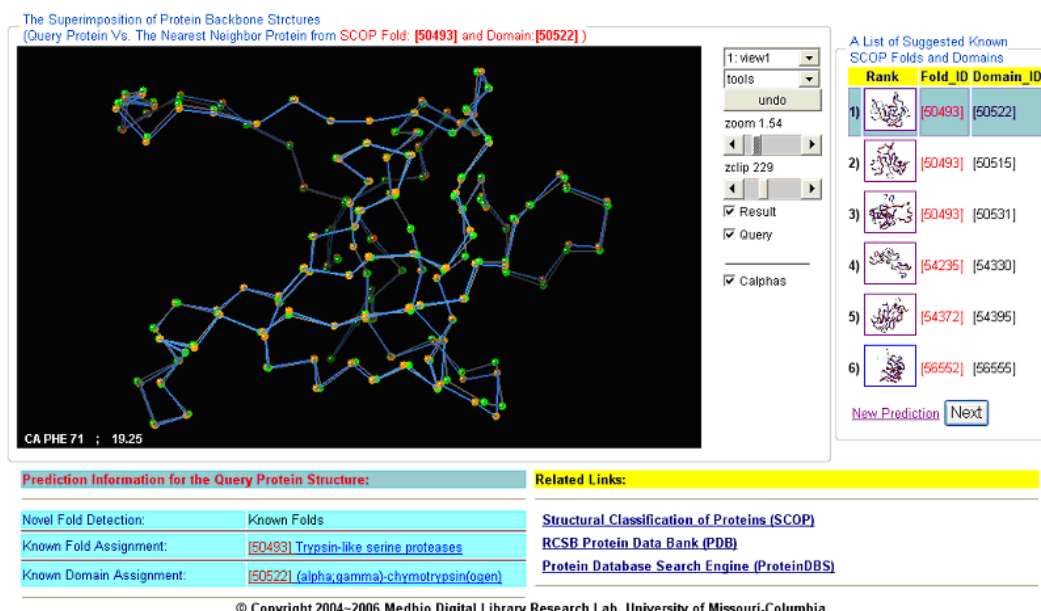 The Superimposition of Protein Backbone Strctures
(Query Protein Vs. The Nearest Neighbor Protein from SCOP Fold: [50493] and Domain:[50522] )
1: view1
tools
undo
zoom 1.54
zclip 229
Result
Query
Calphas
CA PHE 71 ; 19.25
A List of Suggested Known
SCOP Folds and Domains
Rank Fold_ID Domain_ID
1) [50493] [50522]
2) [50493] [50515]
3) [50493] [50531]
4) [54235] [54330]
5) [54372] [54395]
6) [56552] [56555]
New Prediction Next
Prediction Information for the Query Protein Structure:
Novel Fold Detection: Known Folds
Known Fold Assignment: [50493] Trypsin-like serine proteases
Known Domain Assignment: [50522] (alpha;gamma)-chymotrypsin(ogen)
Related Links:
Structural Classification of Proteins (SCOP)
RCSB Protein Data Bank (PDB)
Protein Database Search Engine (ProteinDBS)
© Copyright 2004~2006 Medbio Digital Library Research Lab, University of Missouri-Columbia.